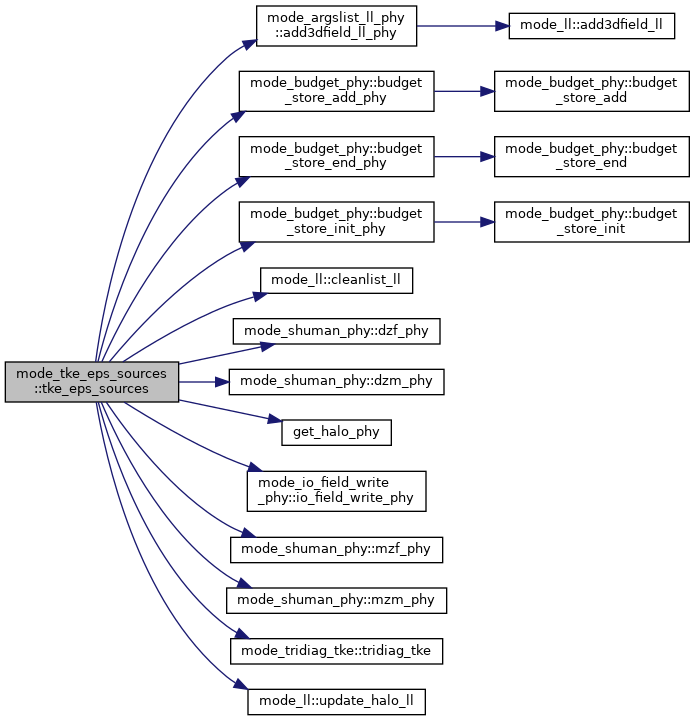 mode_argslist_ll_phy
::add3dfield_ll_phy
mode_ll::add3dfield_ll
mode_budget_phy::budget
_store_add_phy
mode_budget_phy::budget
_store_add
mode_budget_phy::budget
_store_end_phy
mode_budget_phy::budget
_store_end
mode_budget_phy::budget
_store_init_phy
mode_budget_phy::budget
_store_init
mode_ll::cleanlist_ll
mode_shuman_phy::dzf_phy
mode_tke_eps_sources
::tke_eps_sources
mode_shuman_phy::dzm_phy
get_halo_phy
mode_io_field_write
_phy::io_field_write_phy
mode_shuman_phy::mzf_phy
mode_shuman_phy::mzm_phy
mode_tridiag_tke::tridiag_tke
mode_ll::update_halo_ll